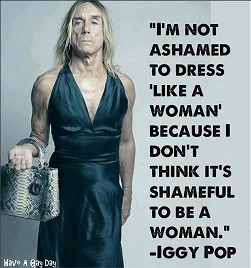 "I'M NOT
ASHAMED
TO DRESS
'LIKE A
WOMAN'
BECAUSE I
DON'T
THINK IT'S
SHAMEFUL
TO BE A
WOMAN."
-IGGY POP
Have A Gay Day